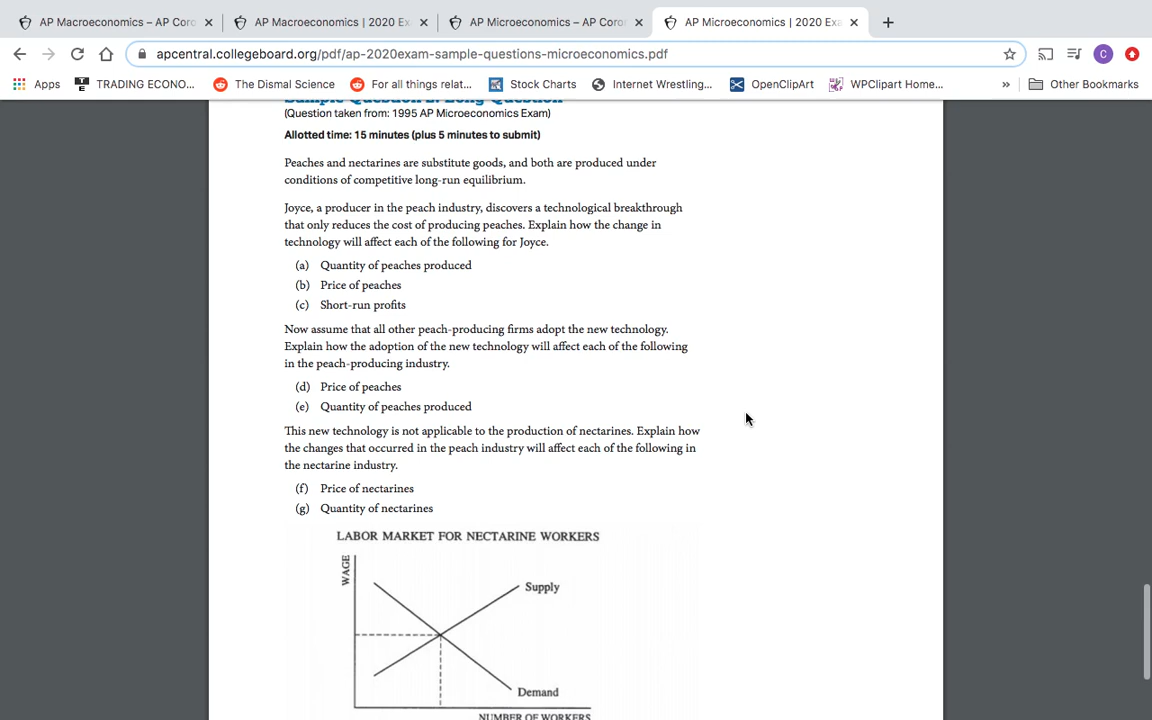 AP Macroeconomics – AP Coro
AP Macroeconomics | 2020 Ex
AP Microeconomics – AP Coro
AP Microeconomics | 2020 Exa
apcentral.collegeboard.org/pdf/ap-2020exam-sample-questions-microeconomics.pdf
C
Apps
TRADING ECONO...
The Dismal Science
For all things relat...
Stock Charts
Internet Wrestling...
OpenClipArt
WPClipart Home...
»
Other Bookmarks
Sample Question 2: Long Question
(Question taken from: 1995 AP Microeconomics Exam)
Allotted time: 15 minutes (plus 5 minutes to submit)
Peaches and nectarines are substitute goods, and both are produced under
conditions of competitive long-run equilibrium.
Joyce, a producer in the peach industry, discovers a technological breakthrough
that only reduces the cost of producing peaches. Explain how the change in
technology will affect each of the following for Joyce.
(a) Quantity of peaches produced
(b) Price of peaches
(c) Short-run profits
Now assume that all other peach-producing firms adopt the new technology.
Explain how the adoption of the new technology will affect each of the following
in the peach-producing industry.
(d) Price of peaches
(e) Quantity of peaches produced
This new technology is not applicable to the production of nectarines. Explain how
the changes that occurred in the peach industry will affect each of the following in
the nectarine industry.
(f) Price of nectarines
(g) Quantity of nectarines
LABOR MARKET FOR NECTARINE WORKERS
WAGE
Supply
Demand
NUMBER OF WORKERS